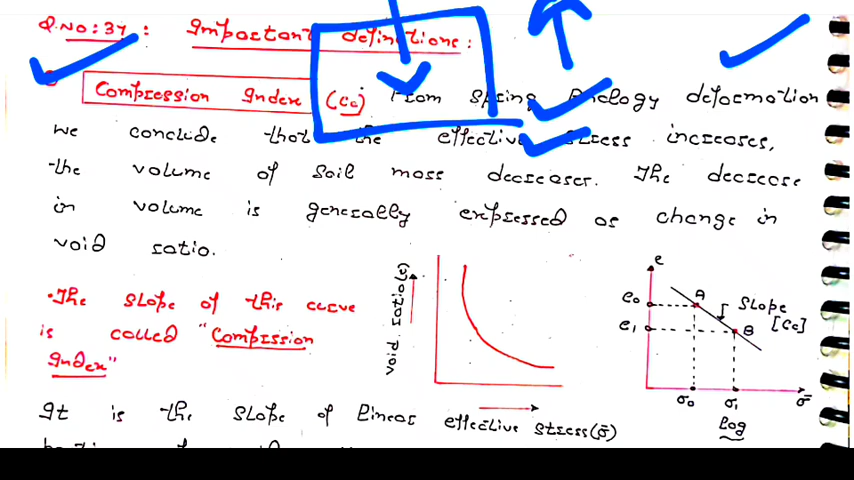 Q.No: 37 : Important definitions :
Compression Index (Cc) : From spring Anology deformation
we conclude that the effective stress increases,
the volume of soil mass decreases. The decrease
in volume is generally expressed as change in
void ratio.
• The slope of this curve
is called "Compression
Index"
void ratio(e)
effective stress(σ̄)
e
e₀
e₁
A
B
slope
[Cc]
σ₀
σ₁
σ̄
log
It is the slope of linear